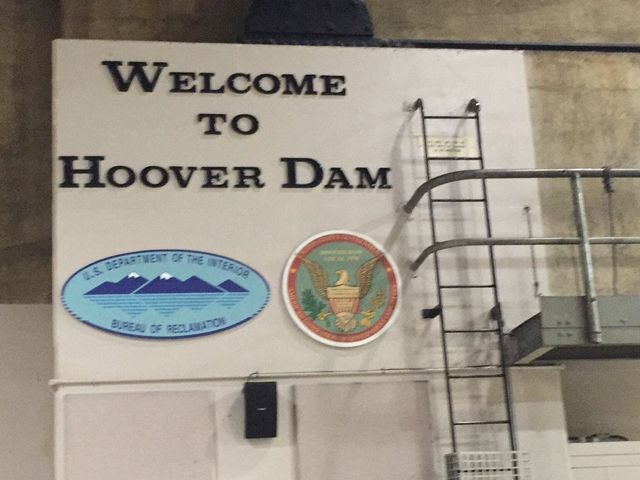 WELCOME
TO
HOOVER DAM
U.S. DEPARTMENT OF THE INTERIOR
BUREAU OF RECLAMATION